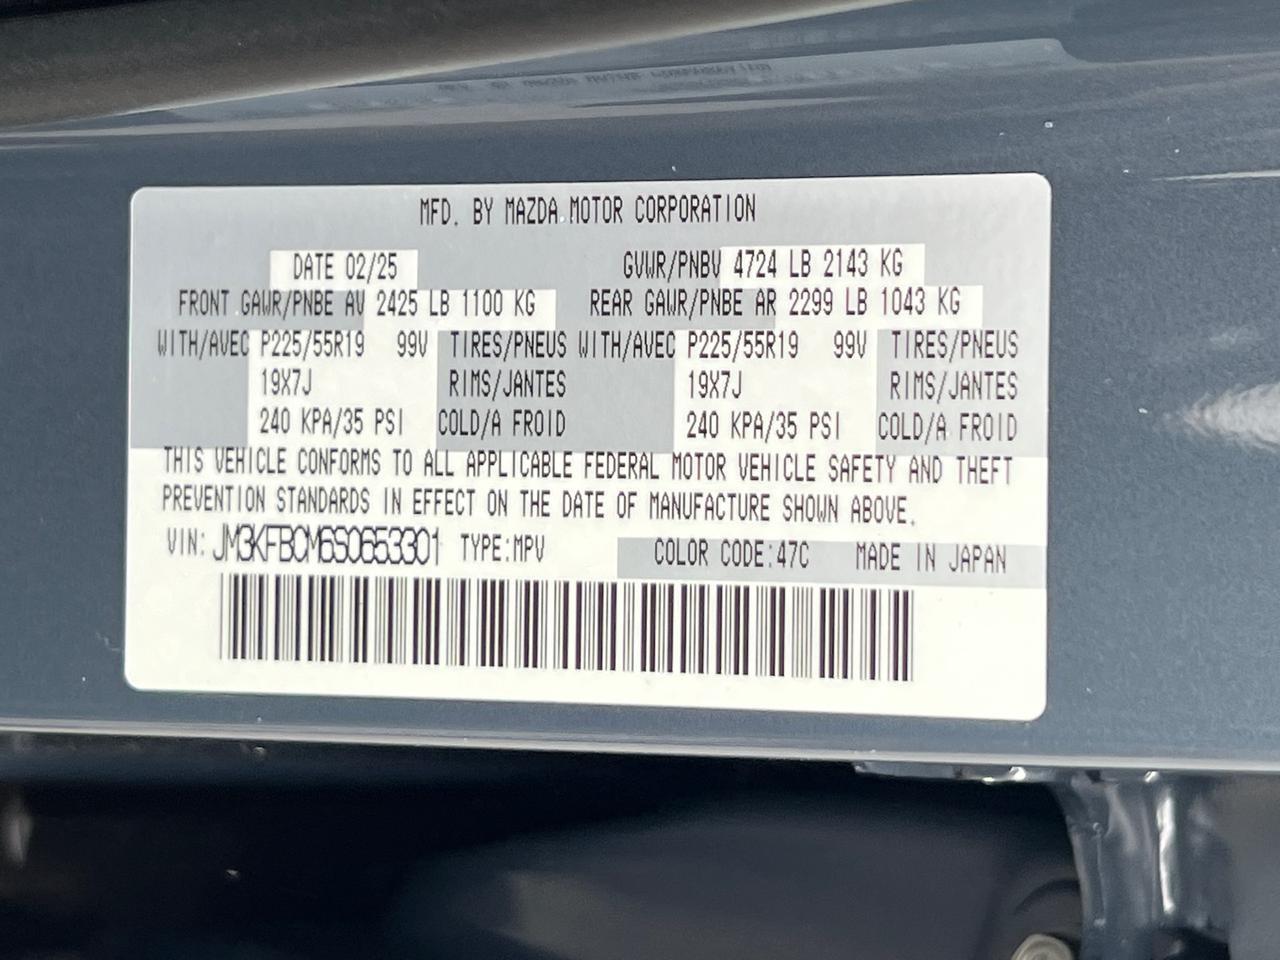 MFD. BY MAZDA MOTOR CORPORATION
DATE 02/25 GVWR/PNBV 4724 LB 2143 KG
FRONT GAWR/PNBE AV 2425 LB 1100 KG REAR GAWR/PNBE AR 2299 LB 1043 KG
WITH/AVEC P225/55R19 99V TIRES/PNEUS WITH/AVEC P225/55R19 99V TIRES/PNEUS
19X7J RIMS/JANTES 19X7J RIMS/JANTES
240 KPA/35 PSI COLD/A FROID 240 KPA/35 PSI COLD/A FROID
THIS VEHICLE CONFORMS TO ALL APPLICABLE FEDERAL MOTOR VEHICLE SAFETY AND THEFT
PREVENTION STANDARDS IN EFFECT ON THE DATE OF MANUFACTURE SHOWN ABOVE.
VIN: JM3KFBCM6S0653301 TYPE:MPV COLOR CODE:47C MADE IN JAPAN